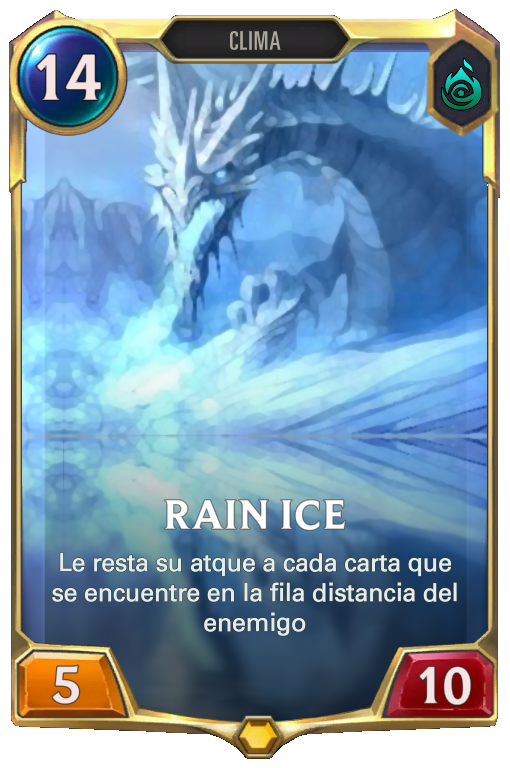 CLIMA
14
RAIN ICE
Le resta su atque a cada carta que
se encuentre en la fila distancia del
enemigo
5
10